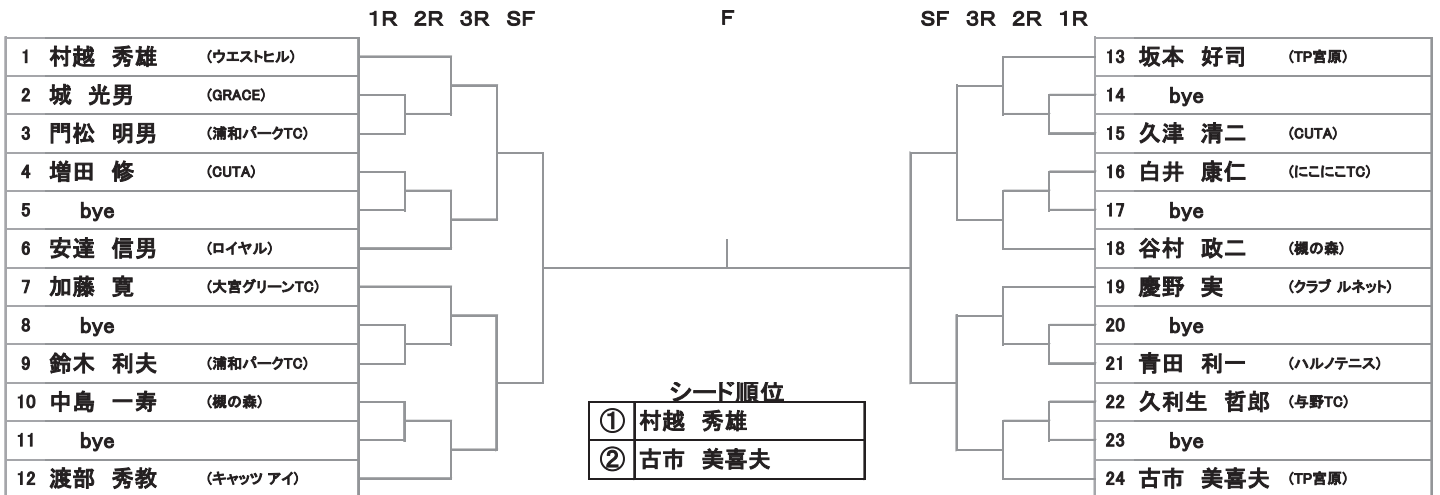 1R 2R 3R SF F SF 3R 2R 1R
1 村越 秀雄 (ウエストヒル)
2 城 光男 (GRACE)
3 門松 明男 (浦和パークTC)
4 増田 修 (CUTA)
5 bye
6 安達 信男 (ロイヤル)
7 加藤 寛 (大宮グリーンTC)
8 bye
9 鈴木 利夫 (浦和パークTC)
10 中島 一寿 (槻の森)
11 bye
12 渡部 秀教 (キャッツ アイ)
シード順位
① 村越 秀雄
② 古市 美喜夫
13 坂本 好司 (TP宮原)
14 bye
15 久津 清二 (CUTA)
16 白井 康仁 (にこにこTC)
17 bye
18 谷村 政二 (槻の森)
19 慶野 実 (クラブ ルネット)
20 bye
21 青田 利一 (ハルノテニス)
22 久利生 哲郎 (与野TC)
23 bye
24 古市 美喜夫 (TP宮原)